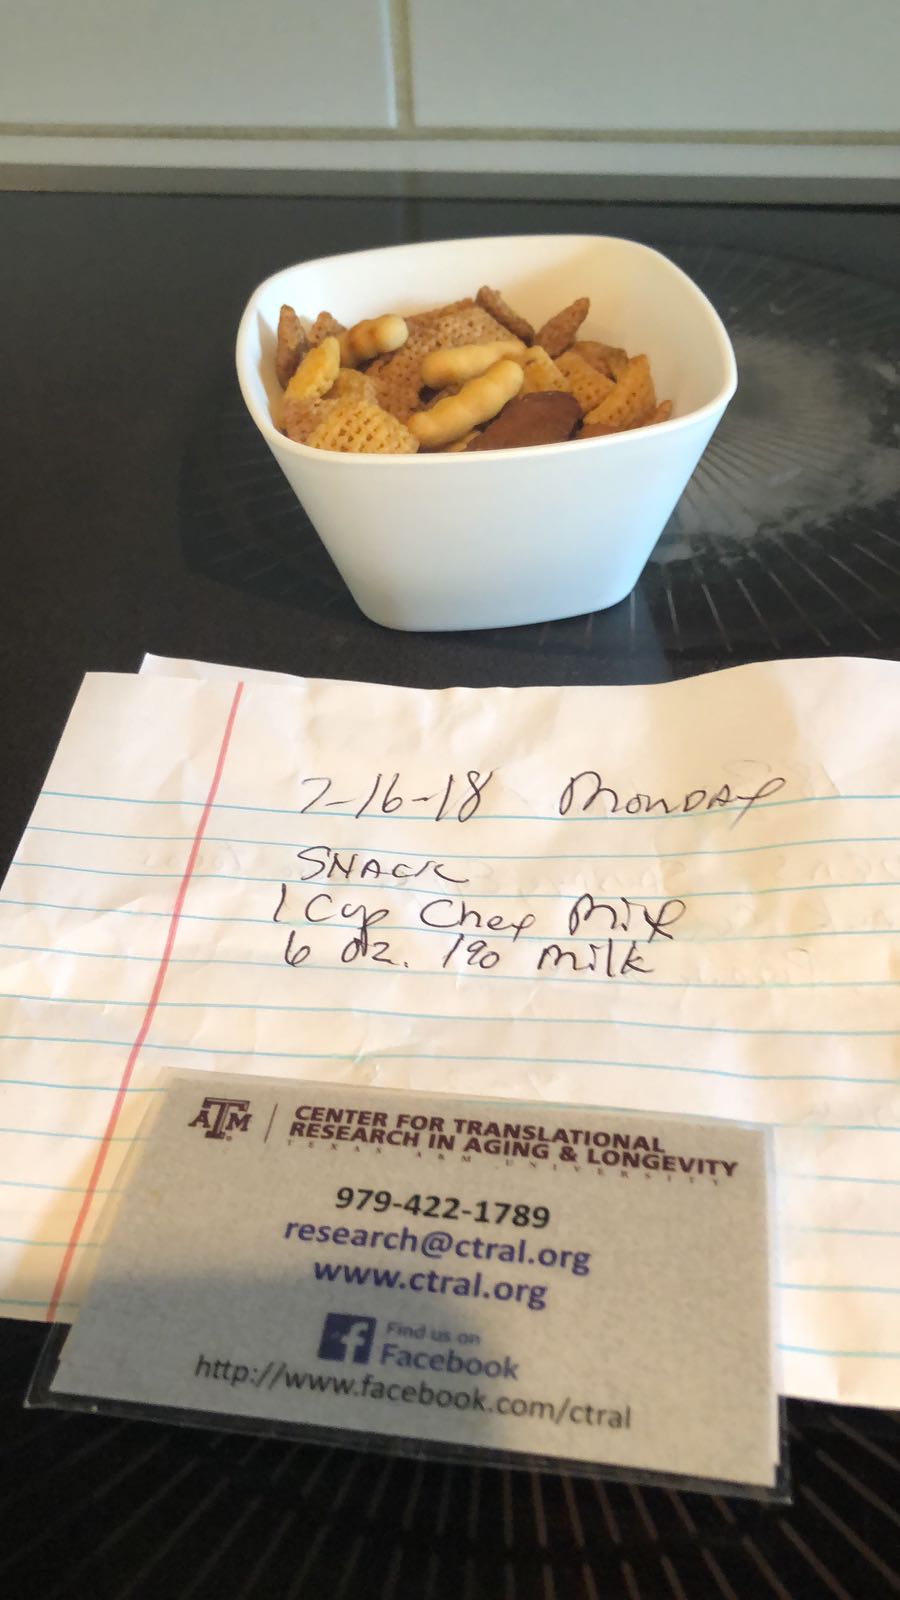 7-16-18 Monday
Snack
1 Cup Chex Mix
6 oz. 1% milk
ATM
CENTER FOR TRANSLATIONAL
RESEARCH IN AGING & LONGEVITY
TEXAS A&M UNIVERSITY
979-422-1789
research@ctral.org
www.ctral.org
f Find us on
Facebook
http://www.facebook.com/ctral